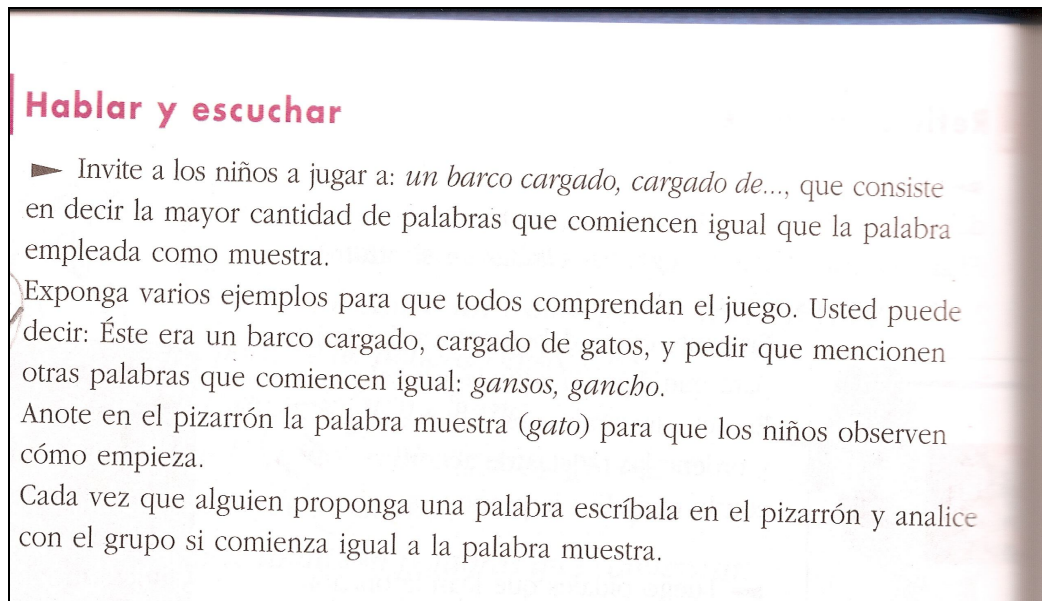 Hablar y escuchar
Invite a los niños a jugar a: un barco cargado, cargado de..., que consiste
en decir la mayor cantidad de palabras que comiencen igual que la palabra
empleada como muestra.
Exponga varios ejemplos para que todos comprendan el juego. Usted puede
decir: Éste era un barco cargado, cargado de gatos, y pedir que mencionen
otras palabras que comiencen igual: gansos, gancho.
Anote en el pizarrón la palabra muestra (gato) para que los niños observen
cómo empieza.
Cada vez que alguien proponga una palabra escríbala en el pizarrón y analice
con el grupo si comienza igual a la palabra muestra.